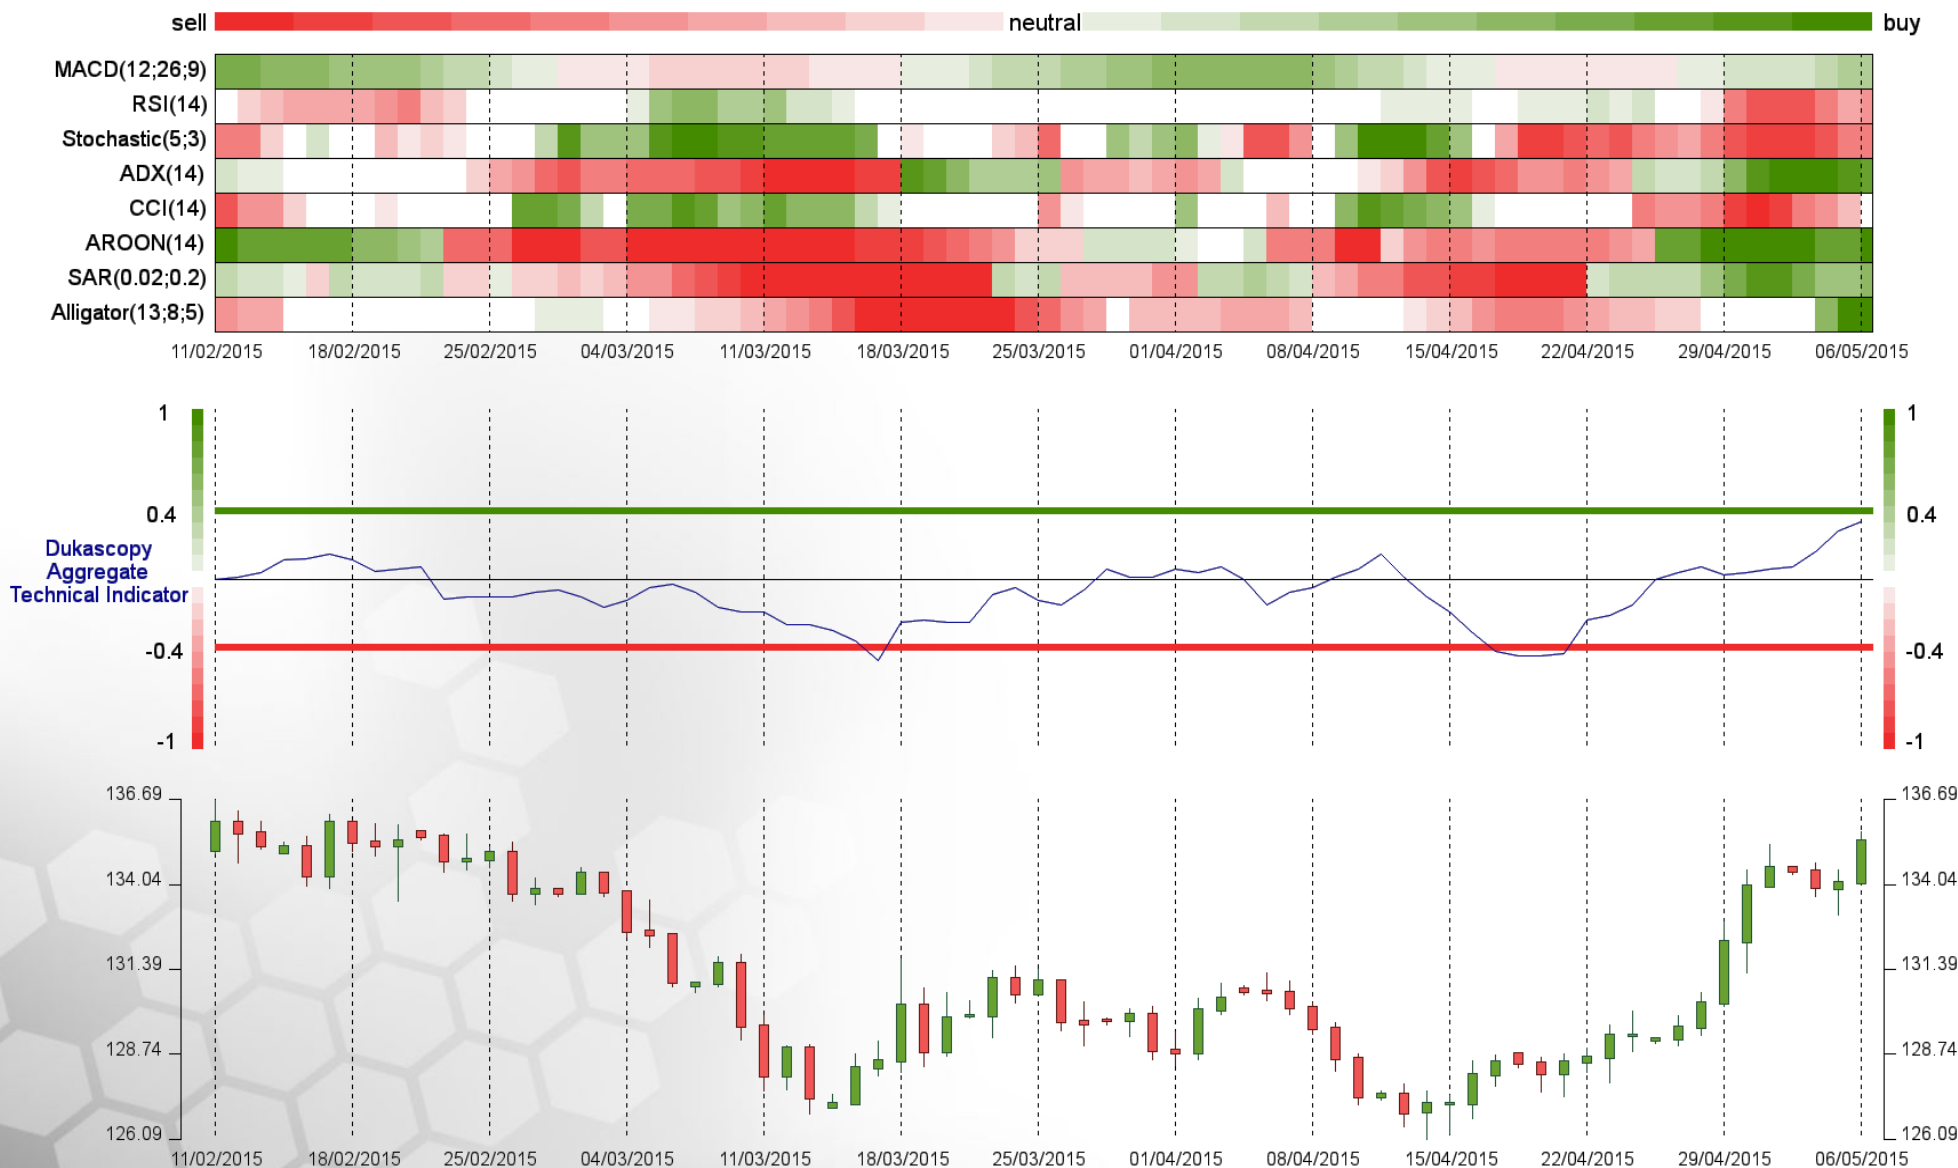 sell neutral buy
MACD(12;26;9)
RSI(14)
Stochastic(5;3)
ADX(14)
CCI(14)
AROON(14)
SAR(0.02;0.2)
Alligator(13;8;5)
11/02/2015 18/02/2015 25/02/2015 04/03/2015 11/03/2015 18/03/2015 25/03/2015 01/04/2015 08/04/2015 15/04/2015 22/04/2015 29/04/2015 06/05/2015
1 1
0.4 0.4
Dukascopy
Aggregate
Technical Indicator
-0.4 -0.4
-1 -1
136.69 136.69
134.04 134.04
131.39 131.39
128.74 128.74
126.09 126.09
11/02/2015 18/02/2015 25/02/2015 04/03/2015 11/03/2015 18/03/2015 25/03/2015 01/04/2015 08/04/2015 15/04/2015 22/04/2015 29/04/2015 06/05/2015